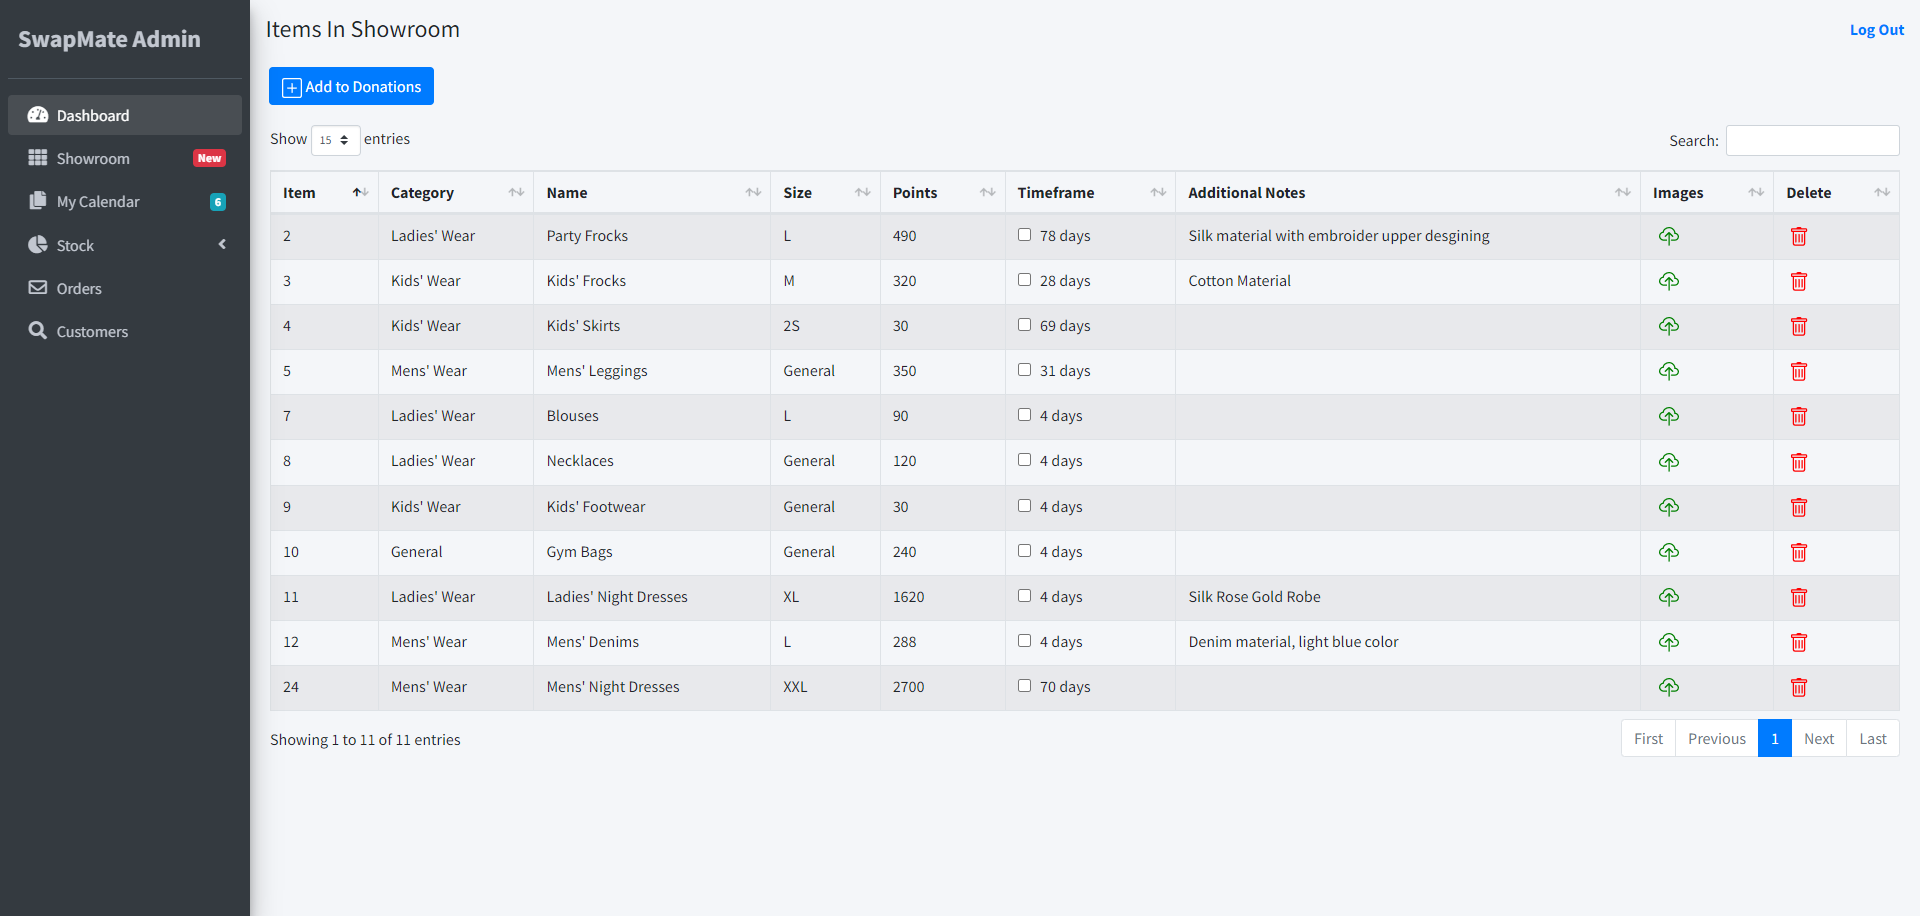 SwapMate Admin
Dashboard
Showroom New
My Calendar 6
Stock
Orders
Customers
Items In Showroom
Log Out
Add to Donations
Show 15 entries
Search:
Item Category Name Size Points Timeframe Additional Notes Images Delete
2 Ladies' Wear Party Frocks L 490 78 days Silk material with embroider upper desgining
3 Kids' Wear Kids' Frocks M 320 28 days Cotton Material
4 Kids' Wear Kids' Skirts 2S 30 69 days
5 Mens' Wear Mens' Leggings General 350 31 days
7 Ladies' Wear Blouses L 90 4 days
8 Ladies' Wear Necklaces General 120 4 days
9 Kids' Wear Kids' Footwear General 30 4 days
10 General Gym Bags General 240 4 days
11 Ladies' Wear Ladies' Night Dresses XL 1620 4 days Silk Rose Gold Robe
12 Mens' Wear Mens' Denims L 288 4 days Denim material, light blue color
24 Mens' Wear Mens' Night Dresses XXL 2700 70 days
Showing 1 to 11 of 11 entries
First Previous 1 Next Last